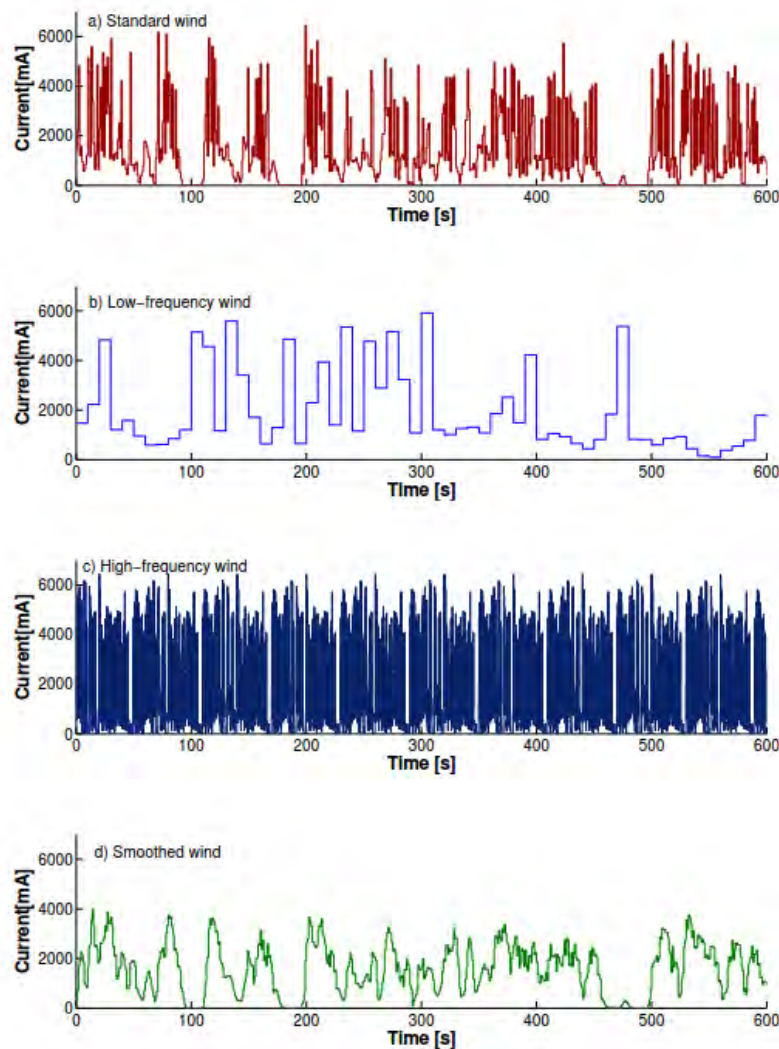 a) Standard wind
6000
4000
2000
0
Current[mA]
0 100 200 300 400 500 600
Time [s]
b) Low-frequency wind
6000
4000
2000
0
Current[mA]
0 100 200 300 400 500 600
Time [s]
c) High-frequency wind
6000
4000
2000
0
Current[mA]
0 100 200 300 400 500 600
Time [s]
d) Smoothed wind
6000
4000
2000
0
Current[mA]
0 100 200 300 400 500 600
Time [s]